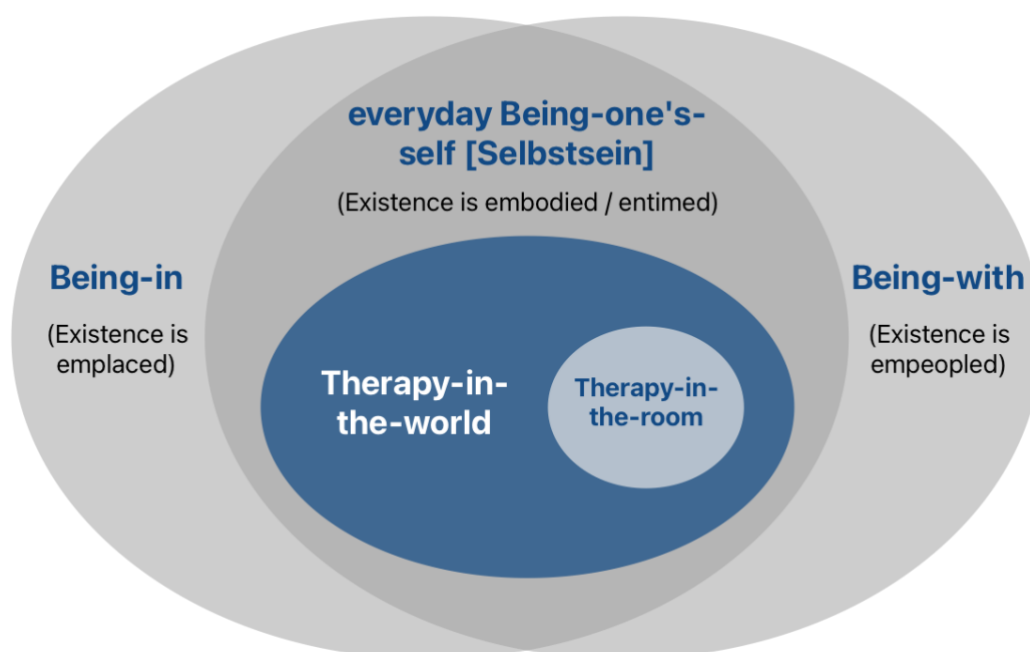 everyday Being-one's-
self [Selbstsein]
(Existence is embodied / entimed)
Being-in
(Existence is
emplaced)
Being-with
(Existence is
empeopled)
Therapy-in-
the-world
Therapy-in-
the-room